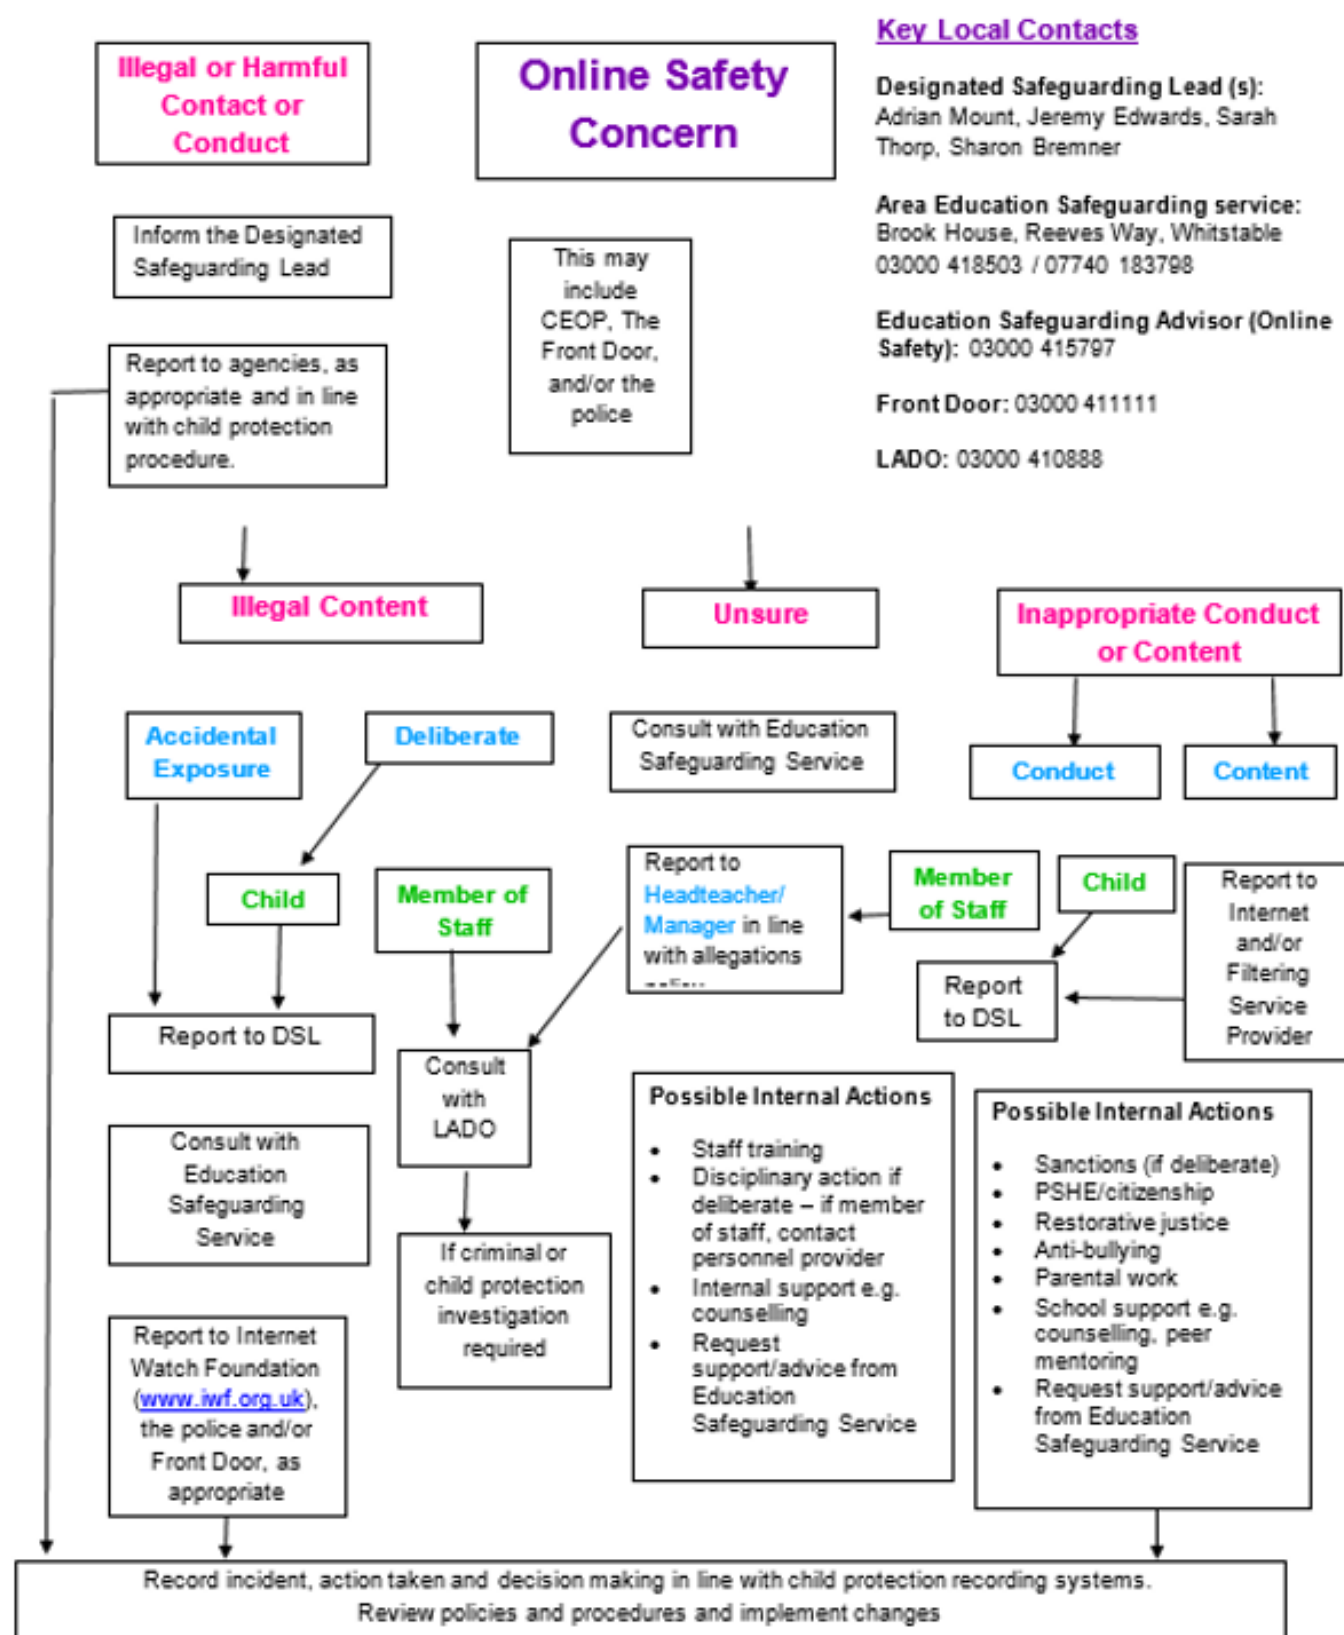 Illegal or Harmful
Contact or
Conduct
Online Safety
Concern
Key Local Contacts
Designated Safeguarding Lead (s):
Adrian Mount, Jeremy Edwards, Sarah
Thorp, Sharon Bremner
Area Education Safeguarding service:
Brook House, Reeves Way, Whitstable
03000 418503 / 07740 183798
Education Safeguarding Advisor (Online
Safety): 03000 415797
Front Door: 03000 411111
LADO: 03000 410888
Inform the Designated
Safeguarding Lead
This may
include
CEOP, The
Front Door,
and/or the
police
Report to agencies, as
appropriate and in line
with child protection
procedure.
Illegal Content
Unsure
Inappropriate Conduct
or Content
Accidental
Exposure
Deliberate
Consult with Education
Safeguarding Service
Conduct
Content
Child
Member of
Staff
Report to
Headteacher/
Manager in line
with allegations
Member
of Staff
Child
Report to
Internet
and/or
Filtering
Service
Provider
Report
to DSL
Report to DSL
Consult
with
LADO
Consult with
Education
Safeguarding
Service
If criminal or
child protection
investigation
required
Possible Internal Actions
• Staff training
• Disciplinary action if
deliberate – if member
of staff, contact
personnel provider
• Internal support e.g.
counselling
• Request
support/advice from
Education
Safeguarding Service
Possible Internal Actions
• Sanctions (if deliberate)
• PSHE/citizenship
• Restorative justice
• Anti-bullying
• Parental work
• School support e.g.
counselling, peer
mentoring
• Request support/advice
from Education
Safeguarding Service
Report to Internet
Watch Foundation
(www.iwf.org.uk),
the police and/or
Front Door, as
appropriate
Record incident, action taken and decision making in line with child protection recording systems.
Review policies and procedures and implement changes